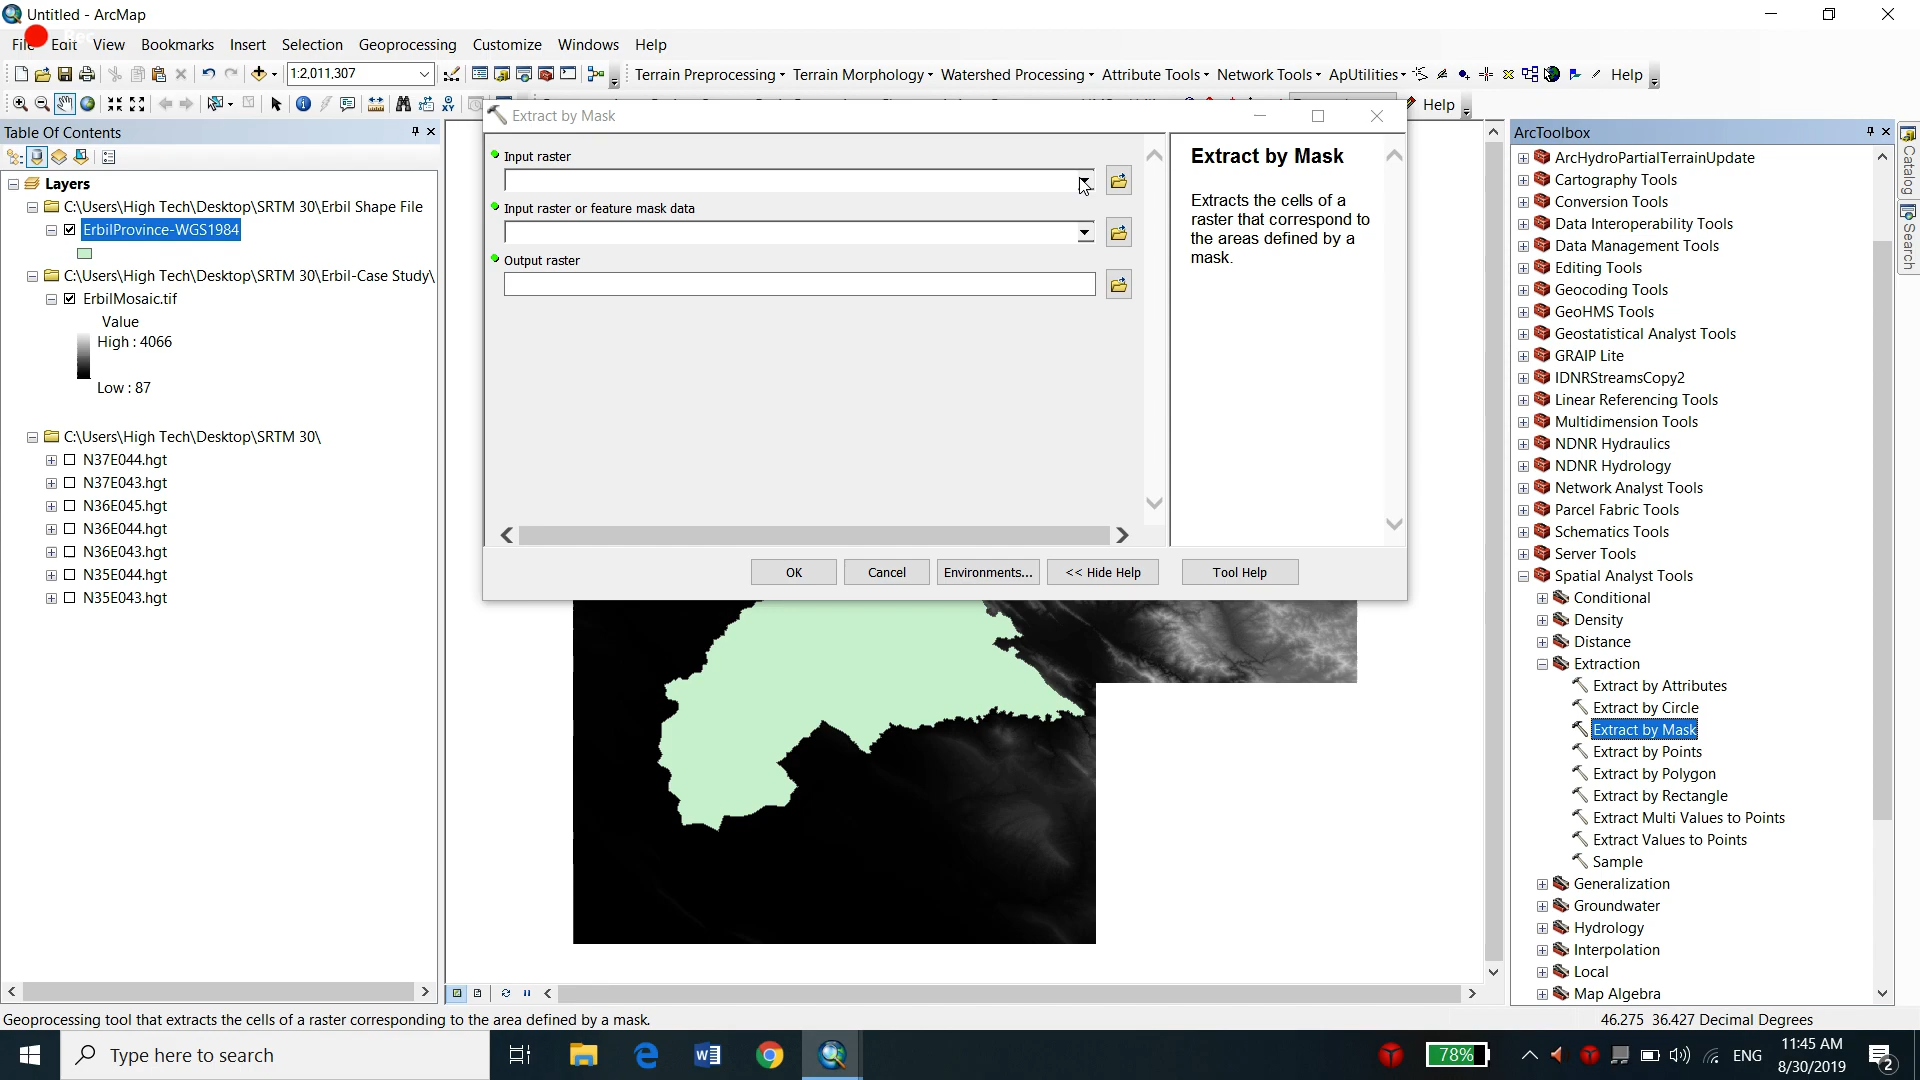 Untitled - ArcMap
File Edit View Bookmarks Insert Selection Geoprocessing Customize Windows Help
1:2,011,307
Terrain Preprocessing Terrain Morphology Watershed Processing Attribute Tools Network Tools ApUtilities Help
Help
Table Of Contents
Layers
C:\Users\High Tech\Desktop\SRTM 30\Erbil Shape File
ErbilProvince-WGS1984
C:\Users\High Tech\Desktop\SRTM 30\Erbil-Case Study\
ErbilMosaic.tif
Value
High : 4066
Low : 87
C:\Users\High Tech\Desktop\SRTM 30\
N37E044.hgt
N37E043.hgt
N36E045.hgt
N36E044.hgt
N36E043.hgt
N35E044.hgt
N35E043.hgt
Extract by Mask
Input raster
Input raster or feature mask data
Output raster
OK Cancel Environments... << Hide Help Tool Help
Extract by Mask
Extracts the cells of a
raster that correspond to
the areas defined by a
mask.
ArcToolbox
ArcHydroPartialTerrainUpdate
Cartography Tools
Conversion Tools
Data Interoperability Tools
Data Management Tools
Editing Tools
Geocoding Tools
GeoHMS Tools
Geostatistical Analyst Tools
GRAIP Lite
IDNRStreamsCopy2
Linear Referencing Tools
Multidimension Tools
NDNR Hydraulics
NDNR Hydrology
Network Analyst Tools
Parcel Fabric Tools
Schematics Tools
Server Tools
Spatial Analyst Tools
Conditional
Density
Distance
Extraction
Extract by Attributes
Extract by Circle
Extract by Mask
Extract by Points
Extract by Polygon
Extract by Rectangle
Extract Multi Values to Points
Extract Values to Points
Sample
Generalization
Groundwater
Hydrology
Interpolation
Local
Map Algebra
Catalog
Search
Geoprocessing tool that extracts the cells of a raster corresponding to the area defined by a mask.
46.275 36.427 Decimal Degrees
Type here to search
78%
ENG
11:45 AM
8/30/2019
2